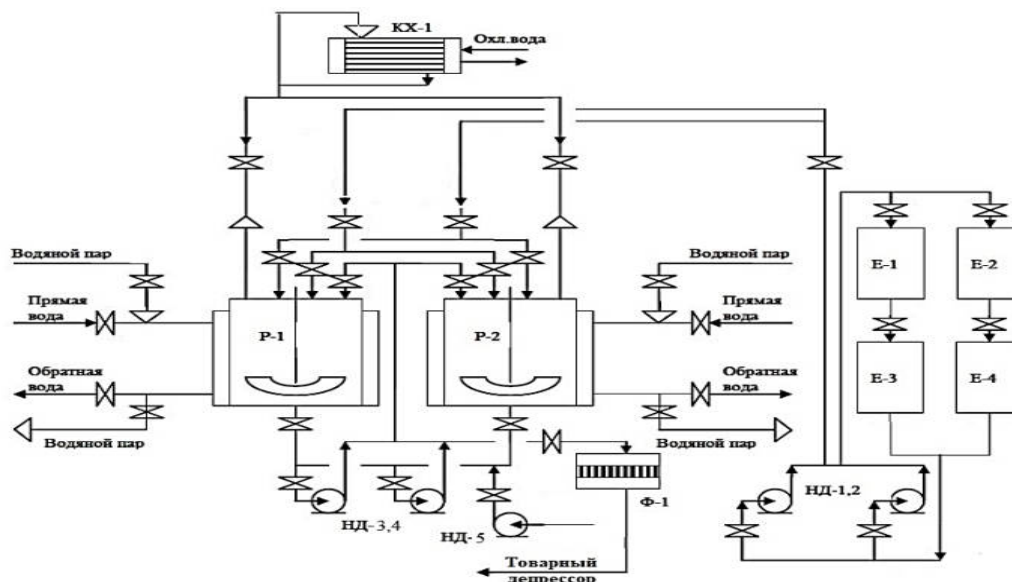 КХ-1
Охл.вода
Водяной пар
Водяной пар
Прямая
вода
Прямая
вода
Е-1
Е-2
Р-1
Р-2
Обратная
вода
Обратная
вода
Е-3
Е-4
Водяной пар
Водяной пар
Ф-1
НД-1,2
НД-3,4
НД-5
Товарный
депрессор